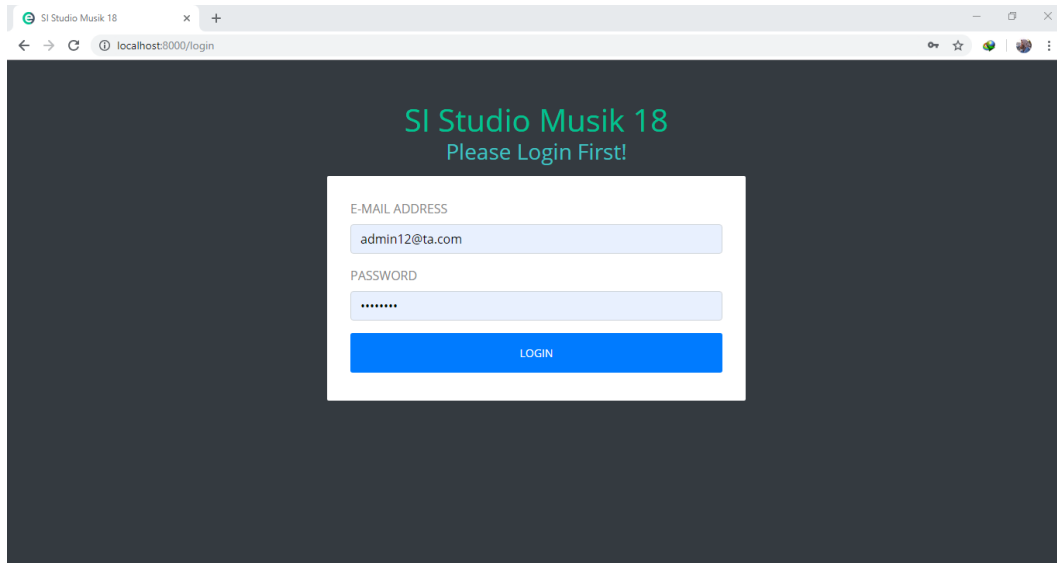 SI Studio Musik 18
localhost:8000/login
SI Studio Musik 18
Please Login First!
E-MAIL ADDRESS
admin12@ta.com
PASSWORD
••••••••
LOGIN